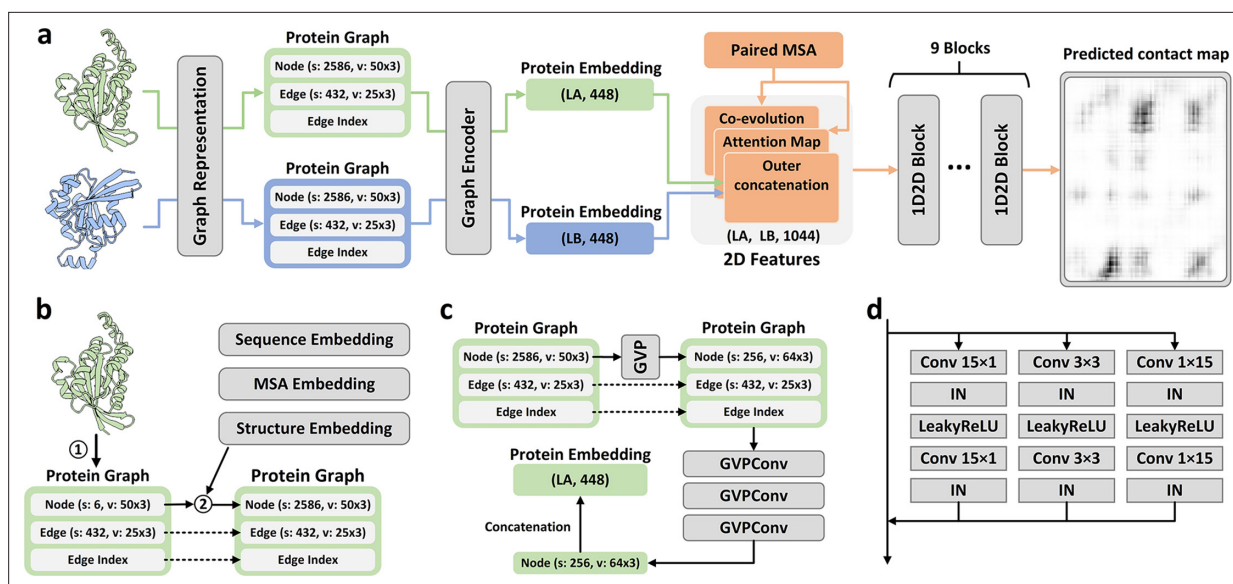 a
Graph Representation
Protein Graph
Node (s: 2586, v: 50x3)
Edge (s: 432, v: 25x3)
Edge Index
Protein Graph
Node (s: 2586, v: 50x3)
Edge (s: 432, v: 25x3)
Edge Index
Graph Encoder
Protein Embedding
(LA, 448)
Protein Embedding
(LB, 448)
Paired MSA
Co-evolution
Attention Map
Outer
concatenation
(LA, LB, 1044)
2D Features
9 Blocks
1D2D Block
...
1D2D Block
Predicted contact map
b
Sequence Embedding
MSA Embedding
Structure Embedding
1
Protein Graph
Node (s: 6, v: 50x3)
Edge (s: 432, v: 25x3)
Edge Index
2
Protein Graph
Node (s: 2586, v: 50x3)
Edge (s: 432, v: 25x3)
Edge Index
c
Protein Graph
Node (s: 2586, v: 50x3)
Edge (s: 432, v: 25x3)
Edge Index
GVP
Protein Graph
Node (s: 256, v: 64x3)
Edge (s: 432, v: 25x3)
Edge Index
GVPConv
GVPConv
GVPConv
Node (s: 256, v: 64x3)
Concatenation
Protein Embedding
(LA, 448)
d
Conv 15×1
IN
LeakyReLU
Conv 15×1
IN
Conv 3×3
IN
LeakyReLU
Conv 3×3
IN
Conv 1×15
IN
LeakyReLU
Conv 1×15
IN